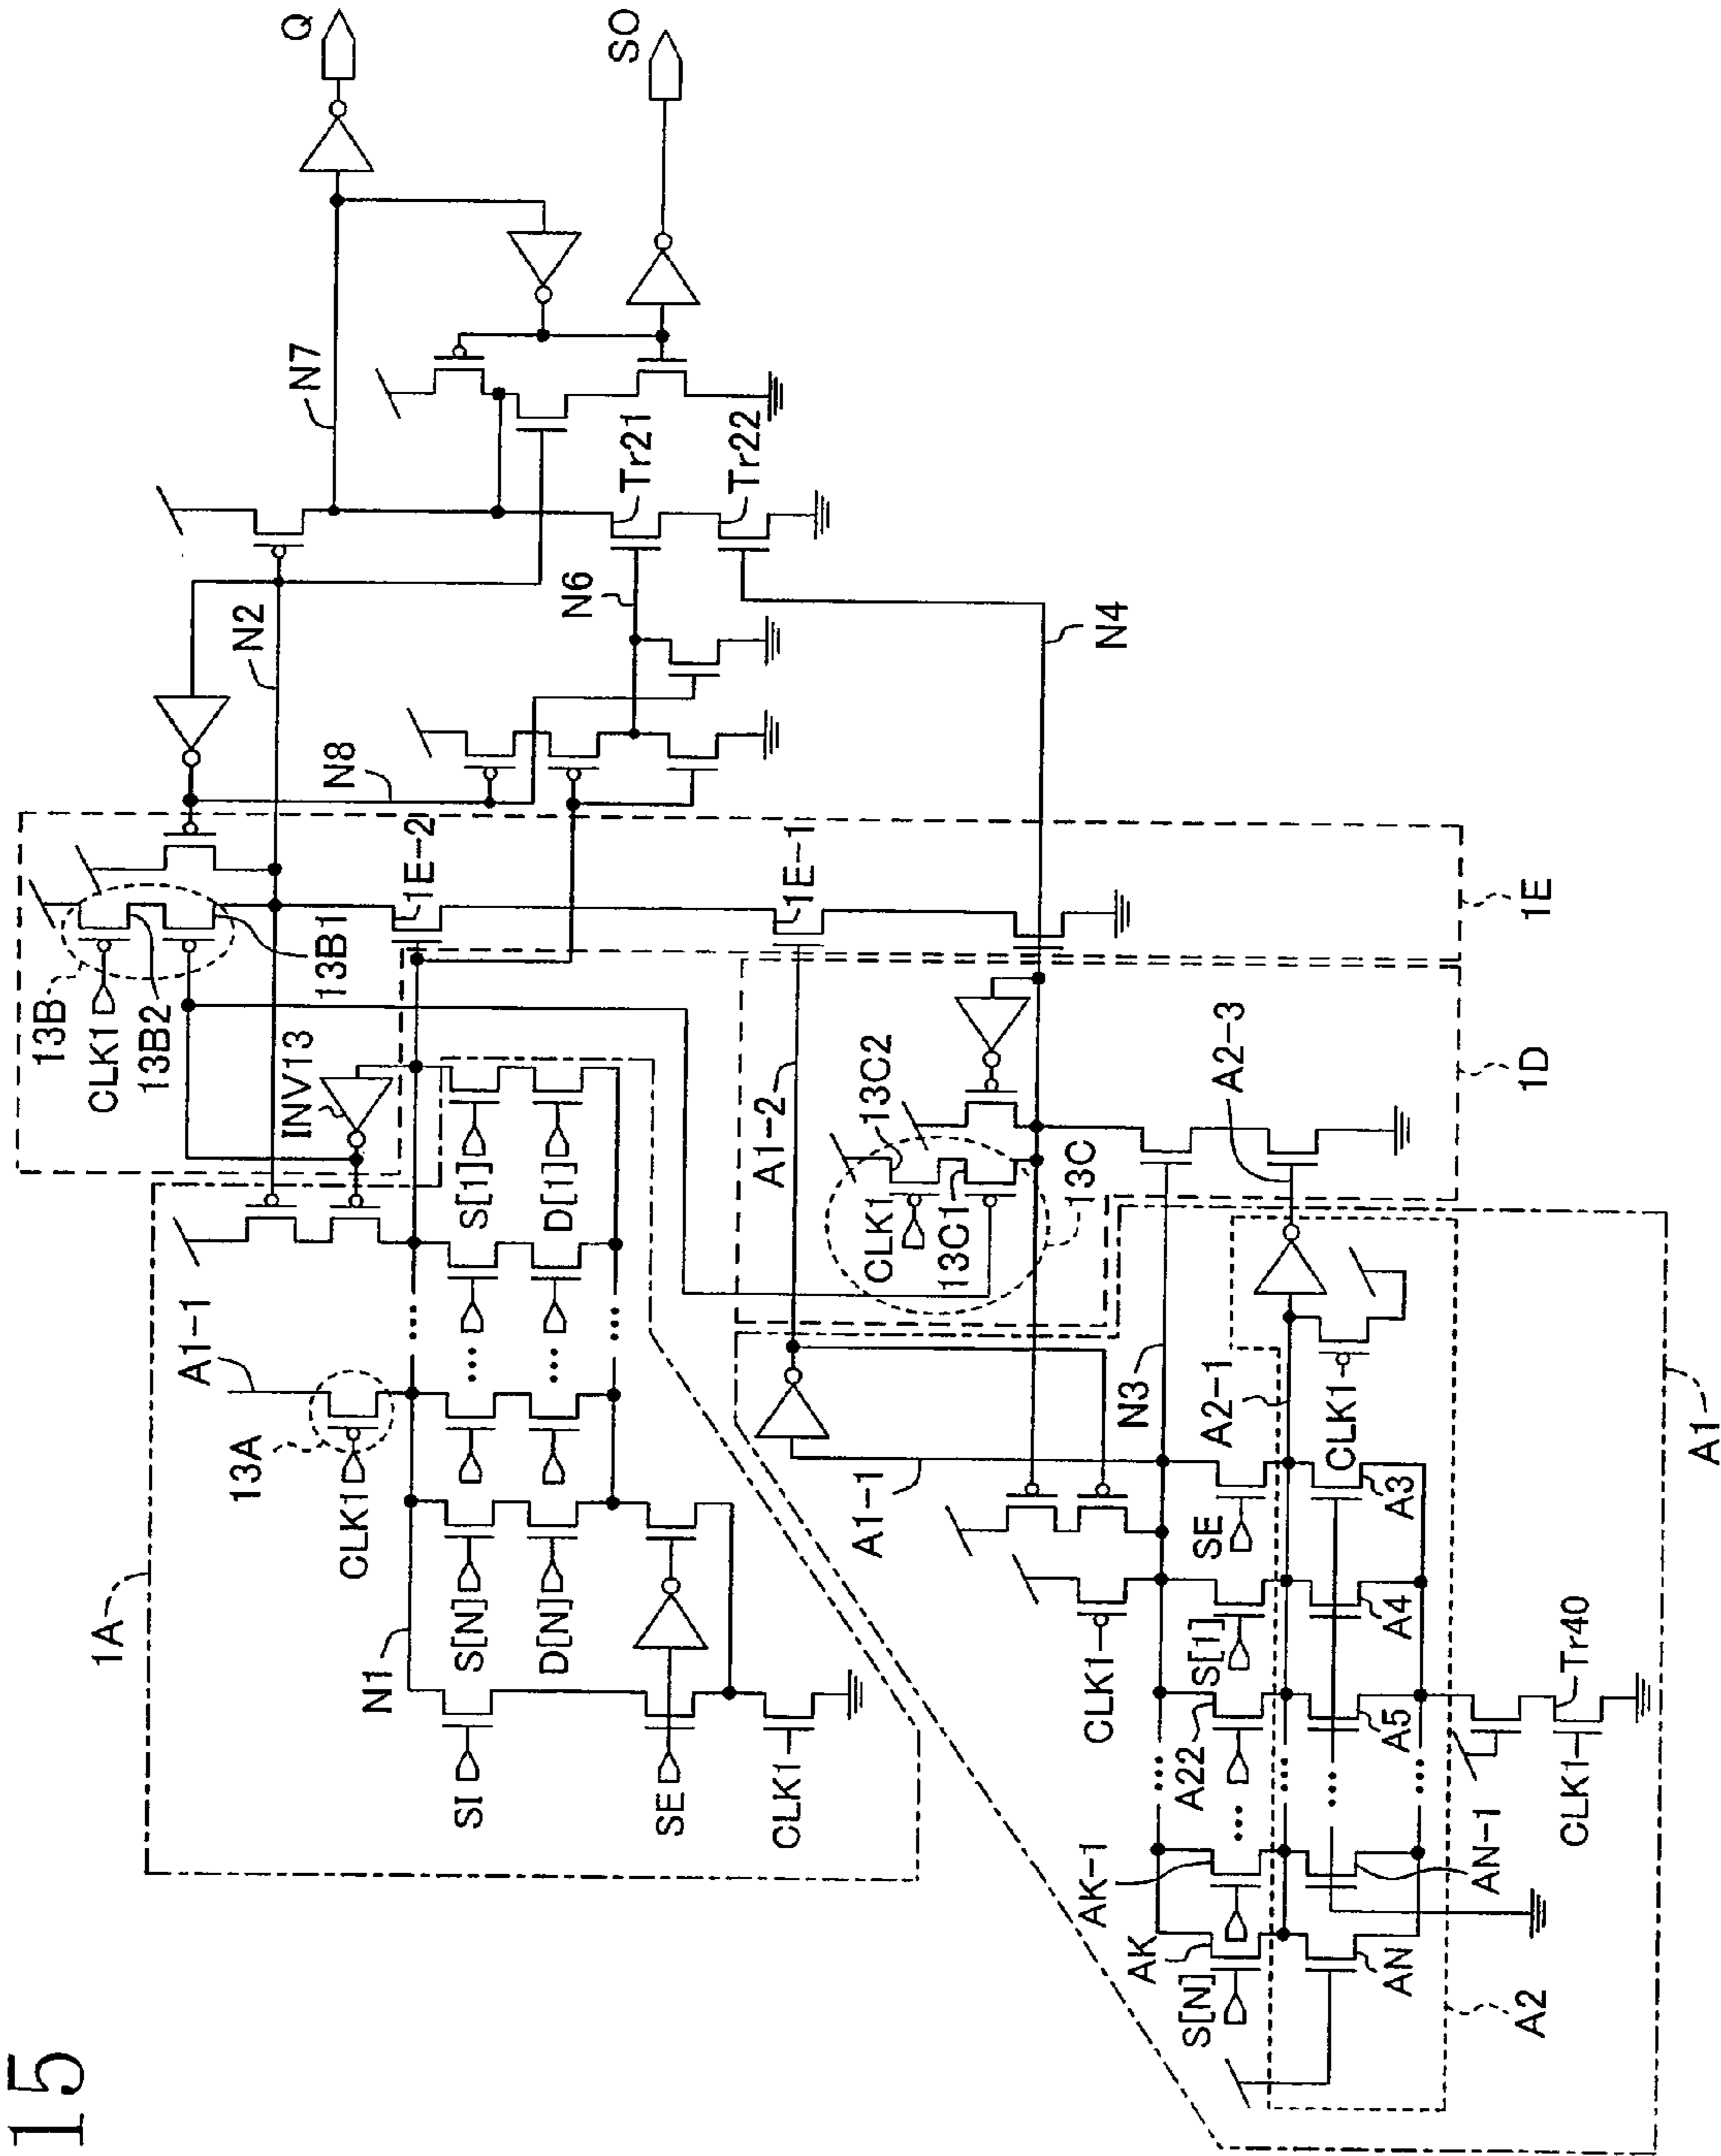 15
Q
SO
N7
N2
N8
N6
Tr21
Tr22
N4
13B
CLK1
13B2
13B1
INV13
1E-2
1E-1
1E
1A
A1-1
13A
CLK1
N1
S[1]
D[1]
S[N]
D[N]
SI
SE
CLK1
A1-2
13C2
CLK1
13C1
13C
A2-3
1D
A1-1
N3
A2-1
CLK1
SE
A3
CLK1
S[1]
A4
A22
A5
Tr40
CLK1
AK-1
AN-1
AK
S[N]
AN
A2
A1